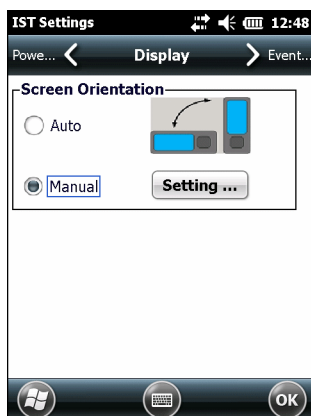 IST Settings 12:48
Powe... Display Event...
Screen Orientation
Auto
Manual Setting ...
OK